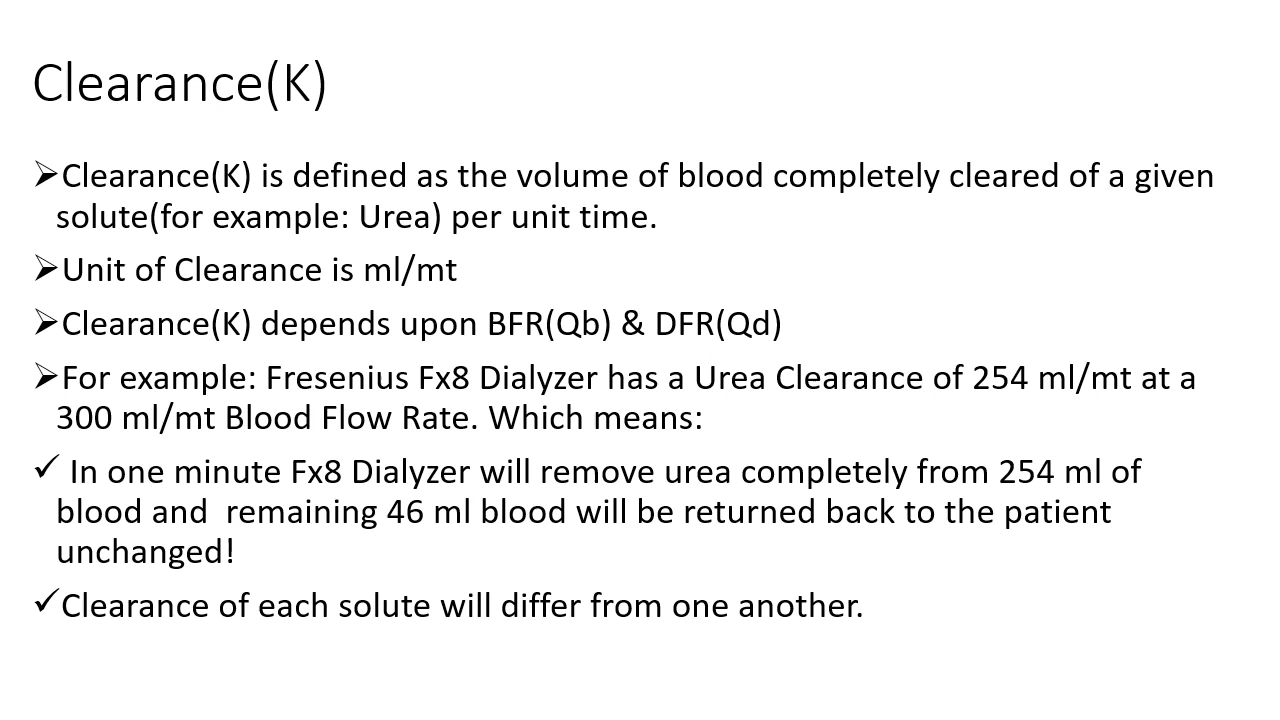 Clearance(K)
➢Clearance(K) is defined as the volume of blood completely cleared of a given
solute(for example: Urea) per unit time.
➢Unit of Clearance is ml/mt
➢Clearance(K) depends upon BFR(Qb) & DFR(Qd)
➢For example: Fresenius Fx8 Dialyzer has a Urea Clearance of 254 ml/mt at a
300 ml/mt Blood Flow Rate. Which means:
✓ In one minute Fx8 Dialyzer will remove urea completely from 254 ml of
blood and  remaining 46 ml blood will be returned back to the patient
unchanged!
✓Clearance of each solute will differ from one another.